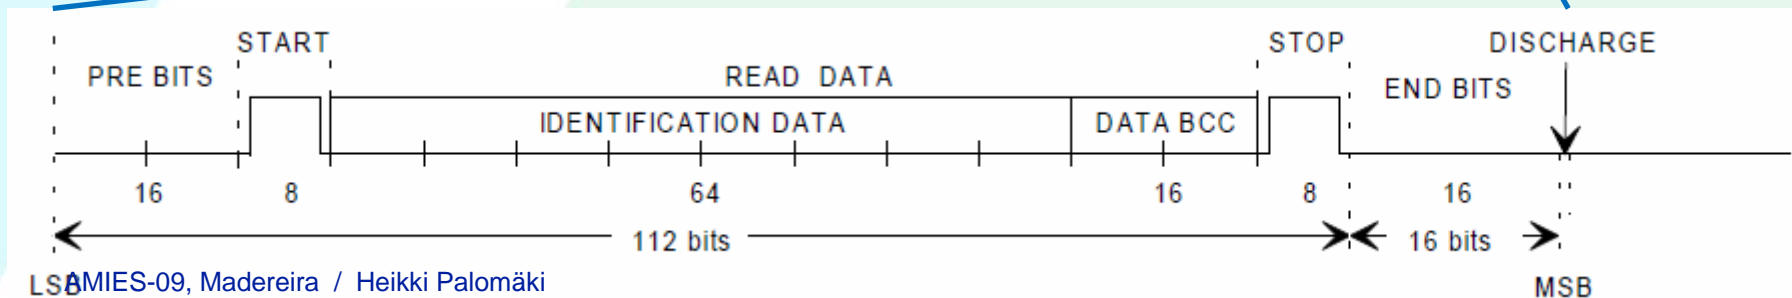 START STOP DISCHARGE
PRE BITS READ DATA END BITS
IDENTIFICATION DATA DATA BCC
16 8 64 16 8 16
112 bits 16 bits
LSB AMIES-09, Madereira / Heikki Palomäki MSB